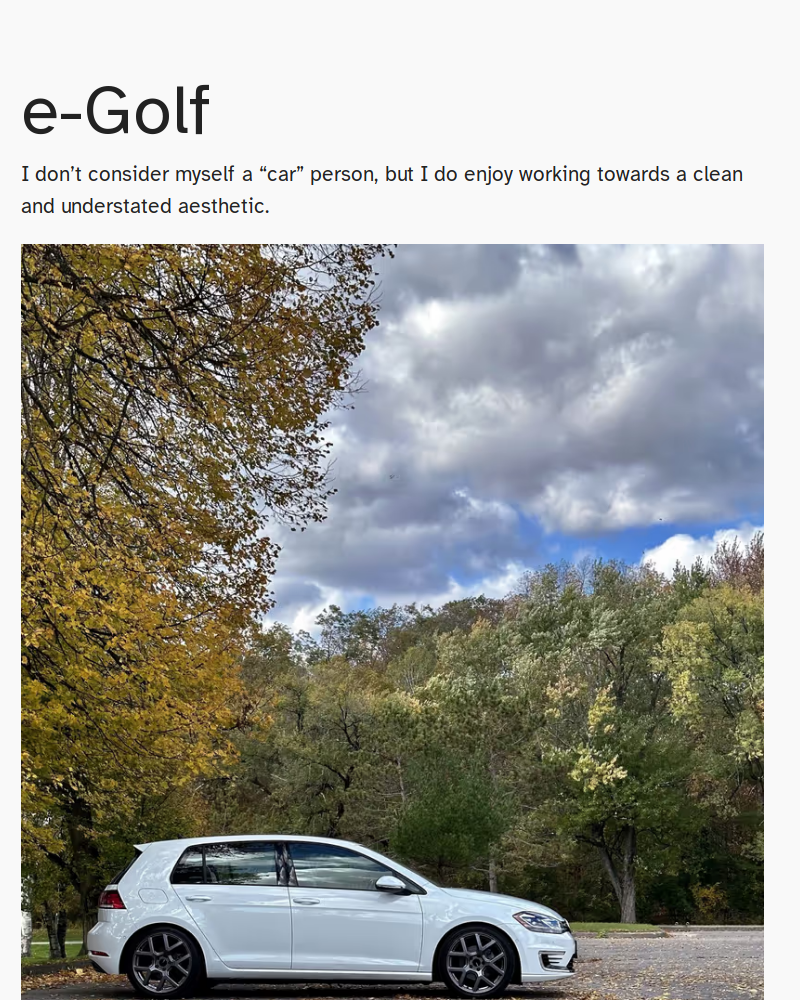 e-Golf
I don’t consider myself a “car” person, but I do enjoy working towards a clean
and understated aesthetic.